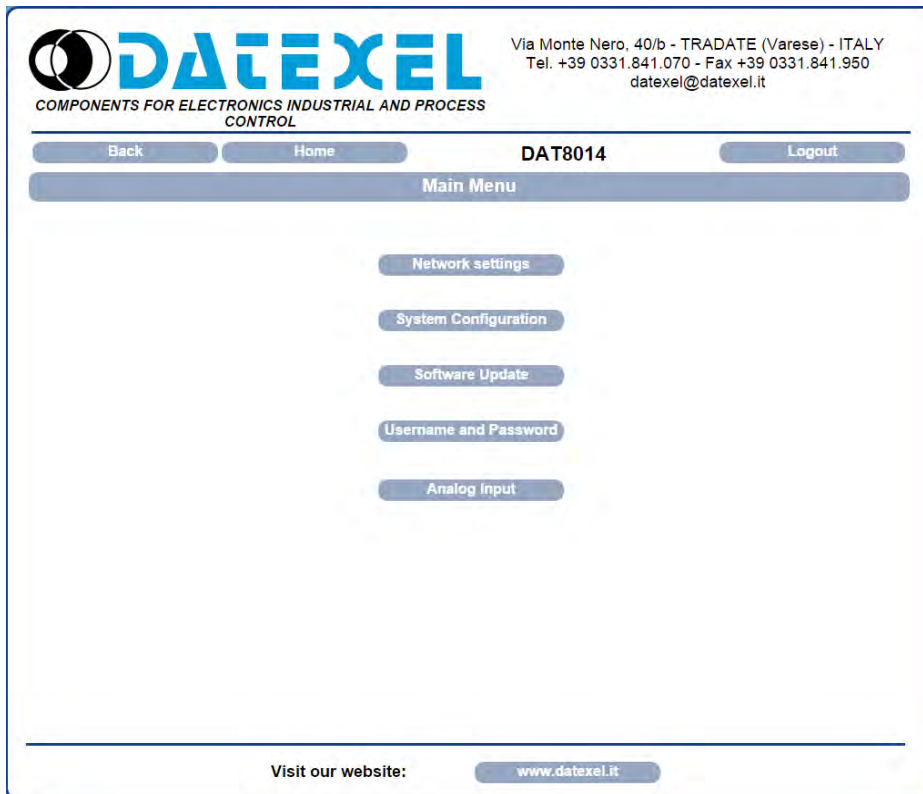 DATEXEL
COMPONENTS FOR ELECTRONICS INDUSTRIAL AND PROCESS
CONTROL
Via Monte Nero, 40/b - TRADATE (Varese) - ITALY
Tel. +39 0331.841.070 - Fax +39 0331.841.950
datexel@datexel.it
Back Home DAT8014 Logout
Main Menu
Network settings
System Configuration
Software Update
Username and Password
Analog Input
Visit our website: www.datexel.it